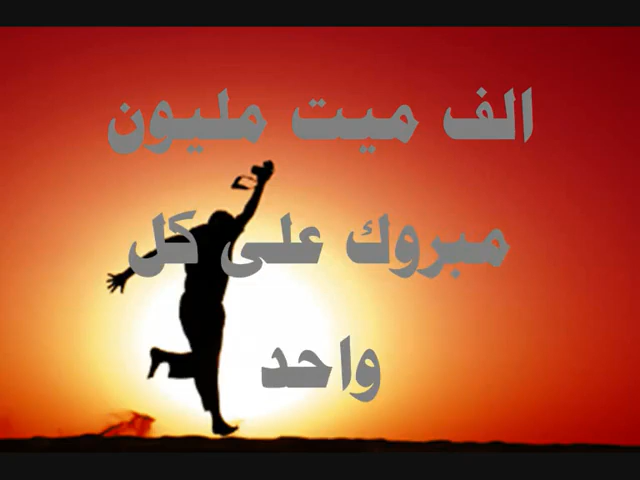 الف ميت مليون
مبروك على كل
واحد